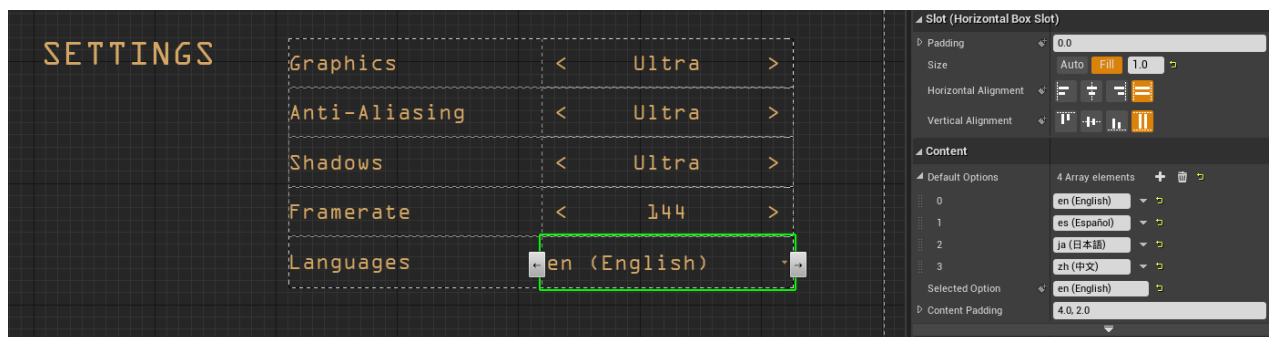 SETTINGS
Graphics < Ultra >
Anti-Aliasing < Ultra >
Shadows < Ultra >
Framerate < 144 >
Languages en (English)
Slot (Horizontal Box Slot)
Padding 0.0
Size Auto Fill 1.0
Horizontal Alignment
Vertical Alignment
Content
Default Options 4 Array elements
0 en (English)
1 es (Español)
2 ja (日本語)
3 zh (中文)
Selected Option en (English)
Content Padding 4.0, 2.0